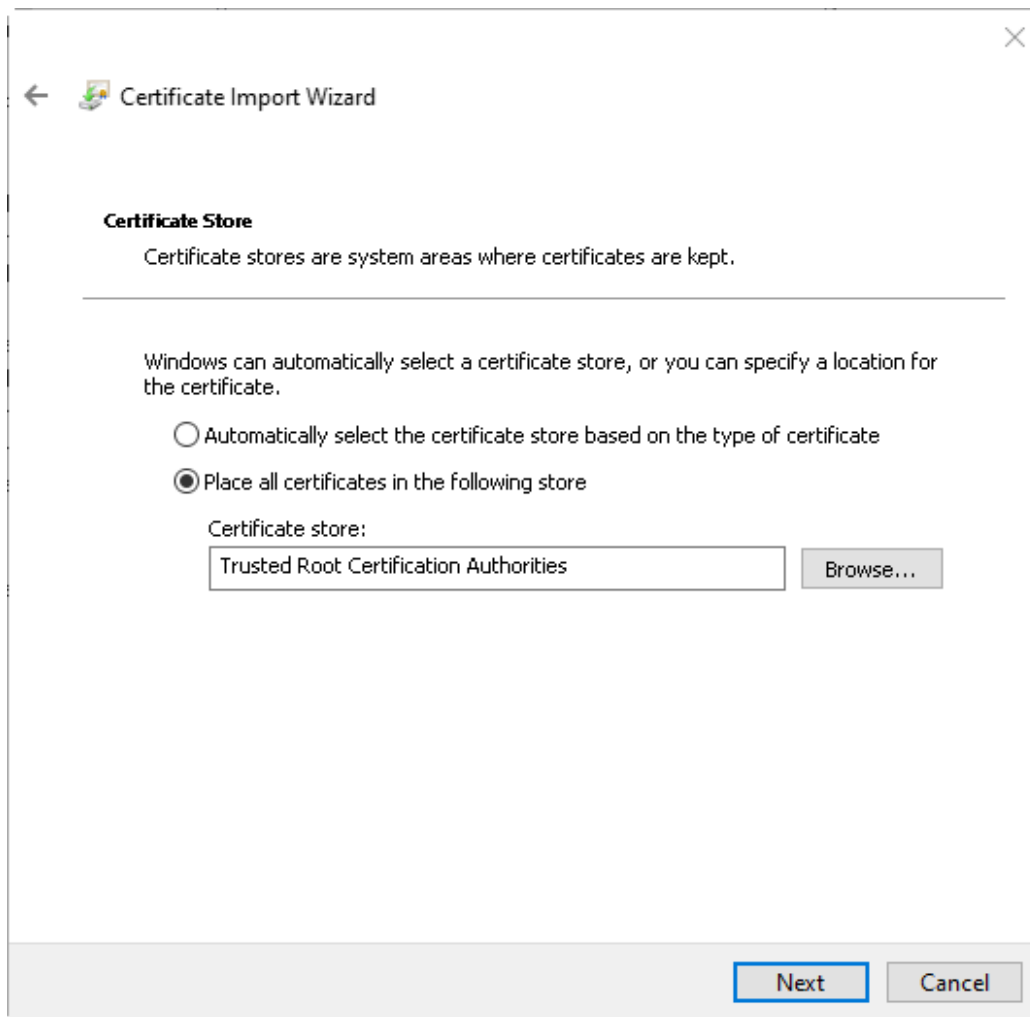 Certificate Import Wizard
Certificate Store
Certificate stores are system areas where certificates are kept.
Windows can automatically select a certificate store, or you can specify a location for
the certificate.
Automatically select the certificate store based on the type of certificate
Place all certificates in the following store
Certificate store:
Trusted Root Certification Authorities
Browse...
Next
Cancel